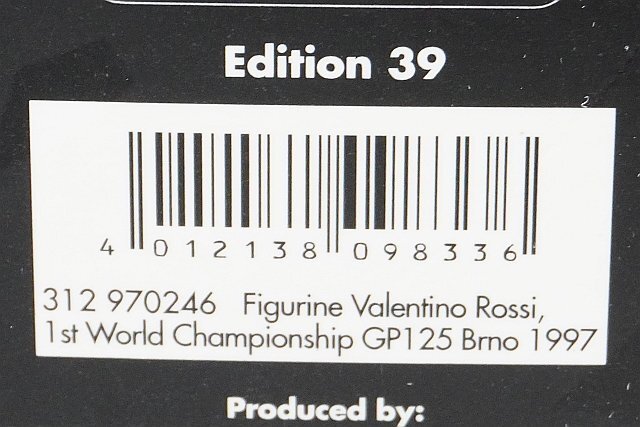 Edition 39
4 012138 098336
312 970246 Figurine Valentino Rossi,
1st World Championship GP125 Brno 1997
Produced by: